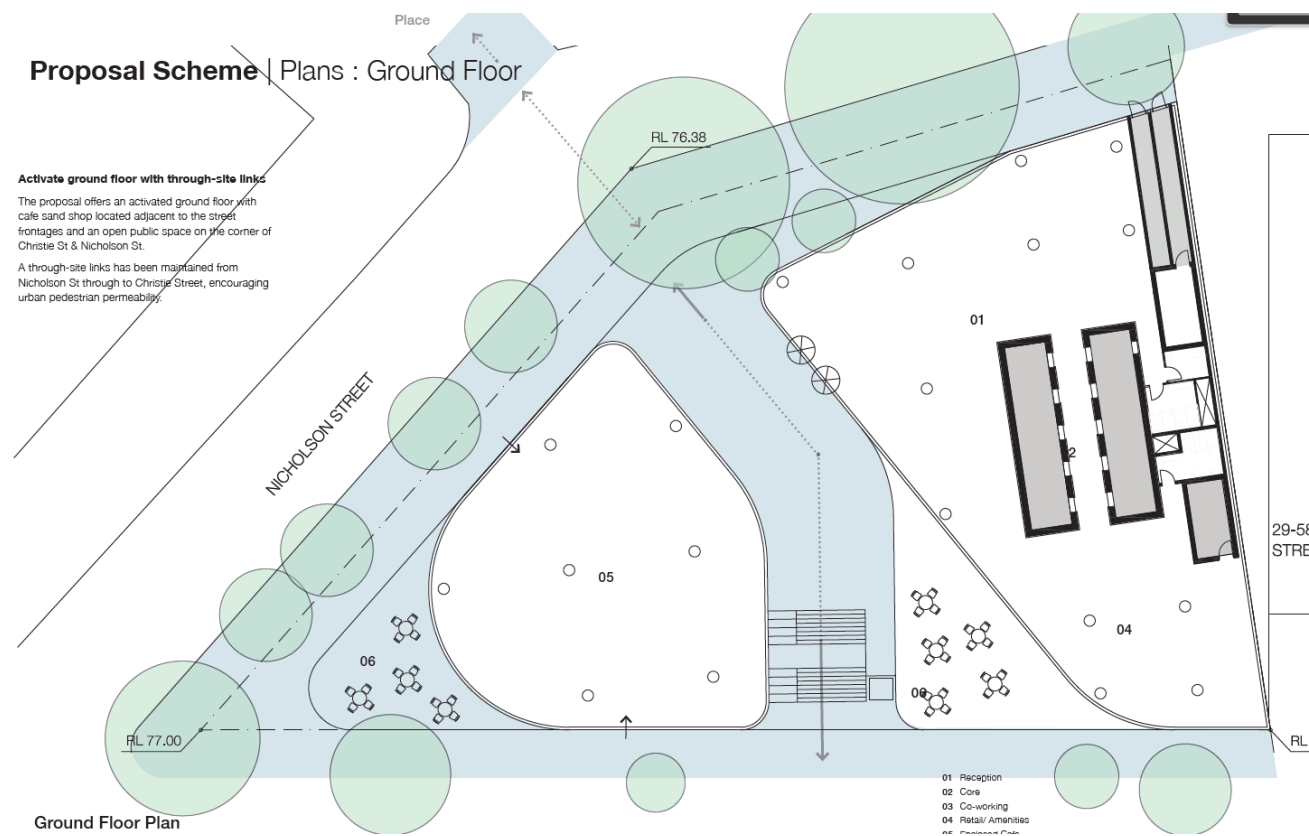 Place
Proposal Scheme | Plans : Ground Floor
RL 76.38
Activate ground floor with through-site links
The proposal offers an activated ground floor with
cafe sand shop located adjacent to the street
frontages and an open public space on the corner of
Christie St & Nicholson St.
A through-site links has been maintained from
Nicholson St through to Christie Street, encouraging
urban pedestrian permeability.
NICHOLSON STREET
01
2
29-58
STRE
05
04
06
RL 77.00
RL
01 Reception
02 Core
03 Co-working
04 Retail/ Amenities
05 Enclosed Cafe
Ground Floor Plan